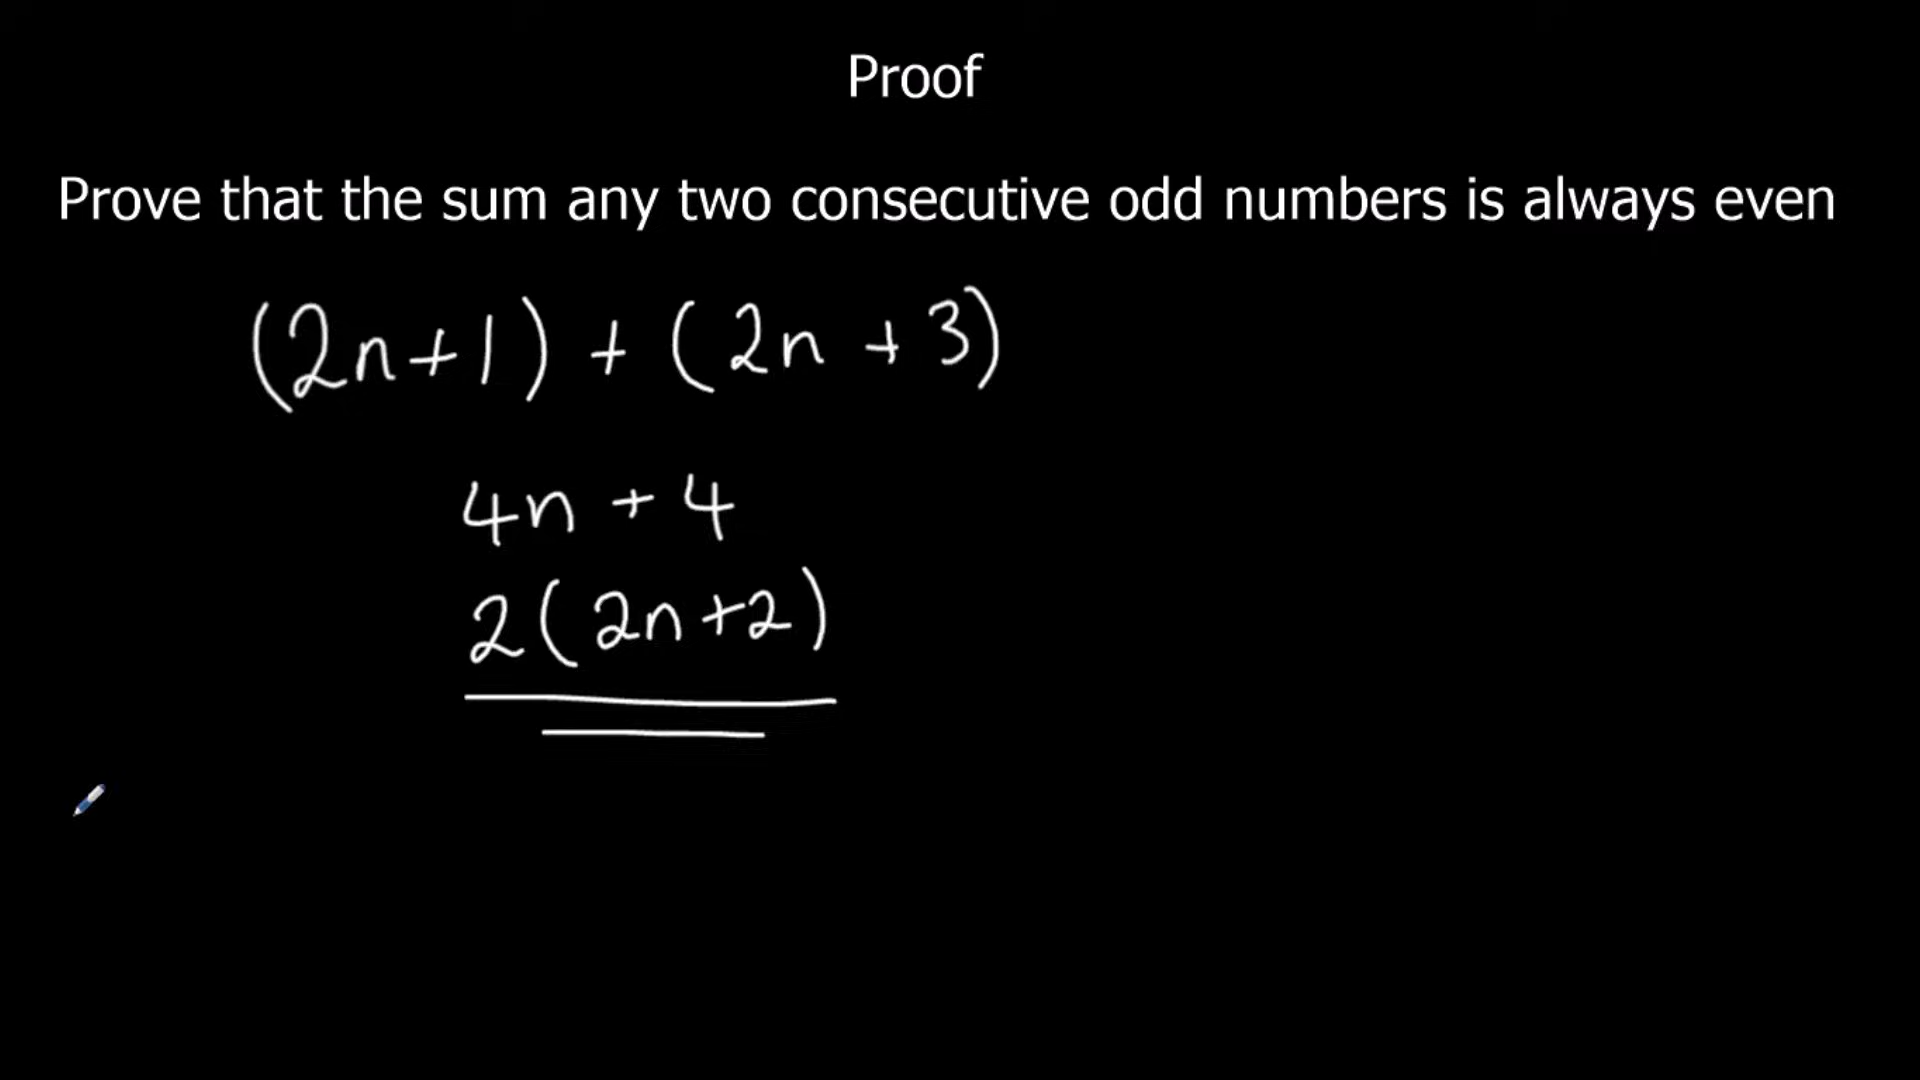 Proof
Prove that the sum any two consecutive odd numbers is always even
(2n+1) + (2n + 3)
4n + 4
2(2n+2)